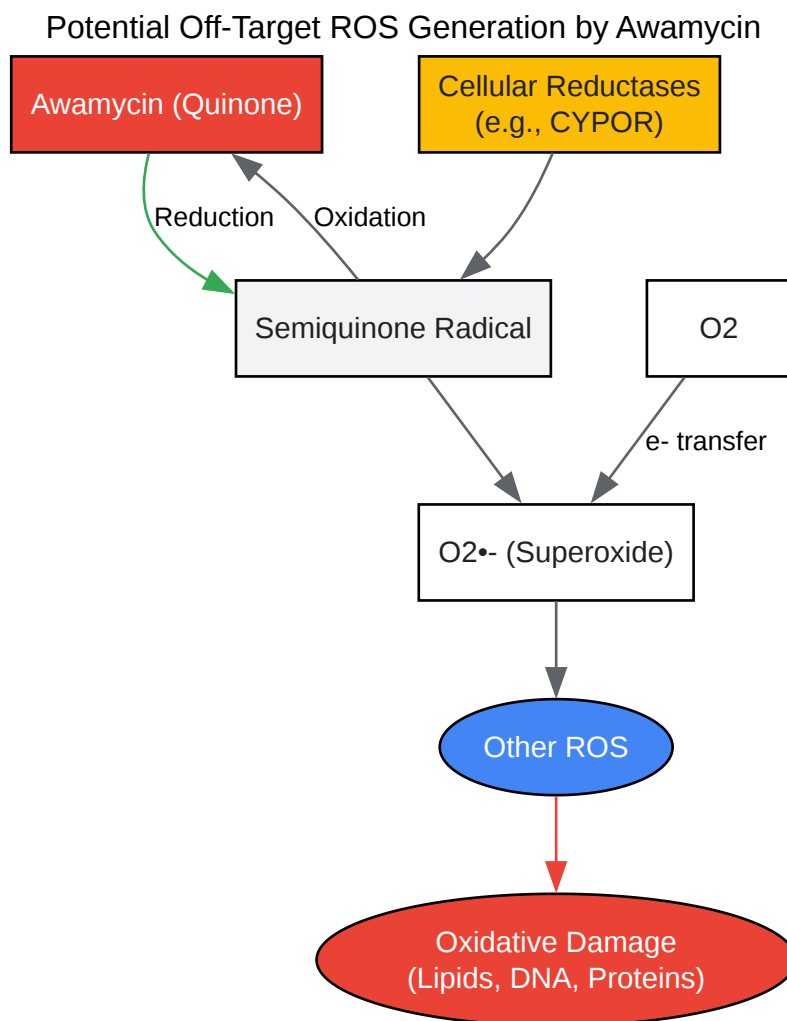 Potential Off-Target ROS Generation by Awamycin
Awamycin (Quinone)
Cellular Reductases
(e.g., CYPOR)
Reduction
Oxidation
Semiquinone Radical
O2
e- transfer
O2•- (Superoxide)
Other ROS
Oxidative Damage
(Lipids, DNA, Proteins)